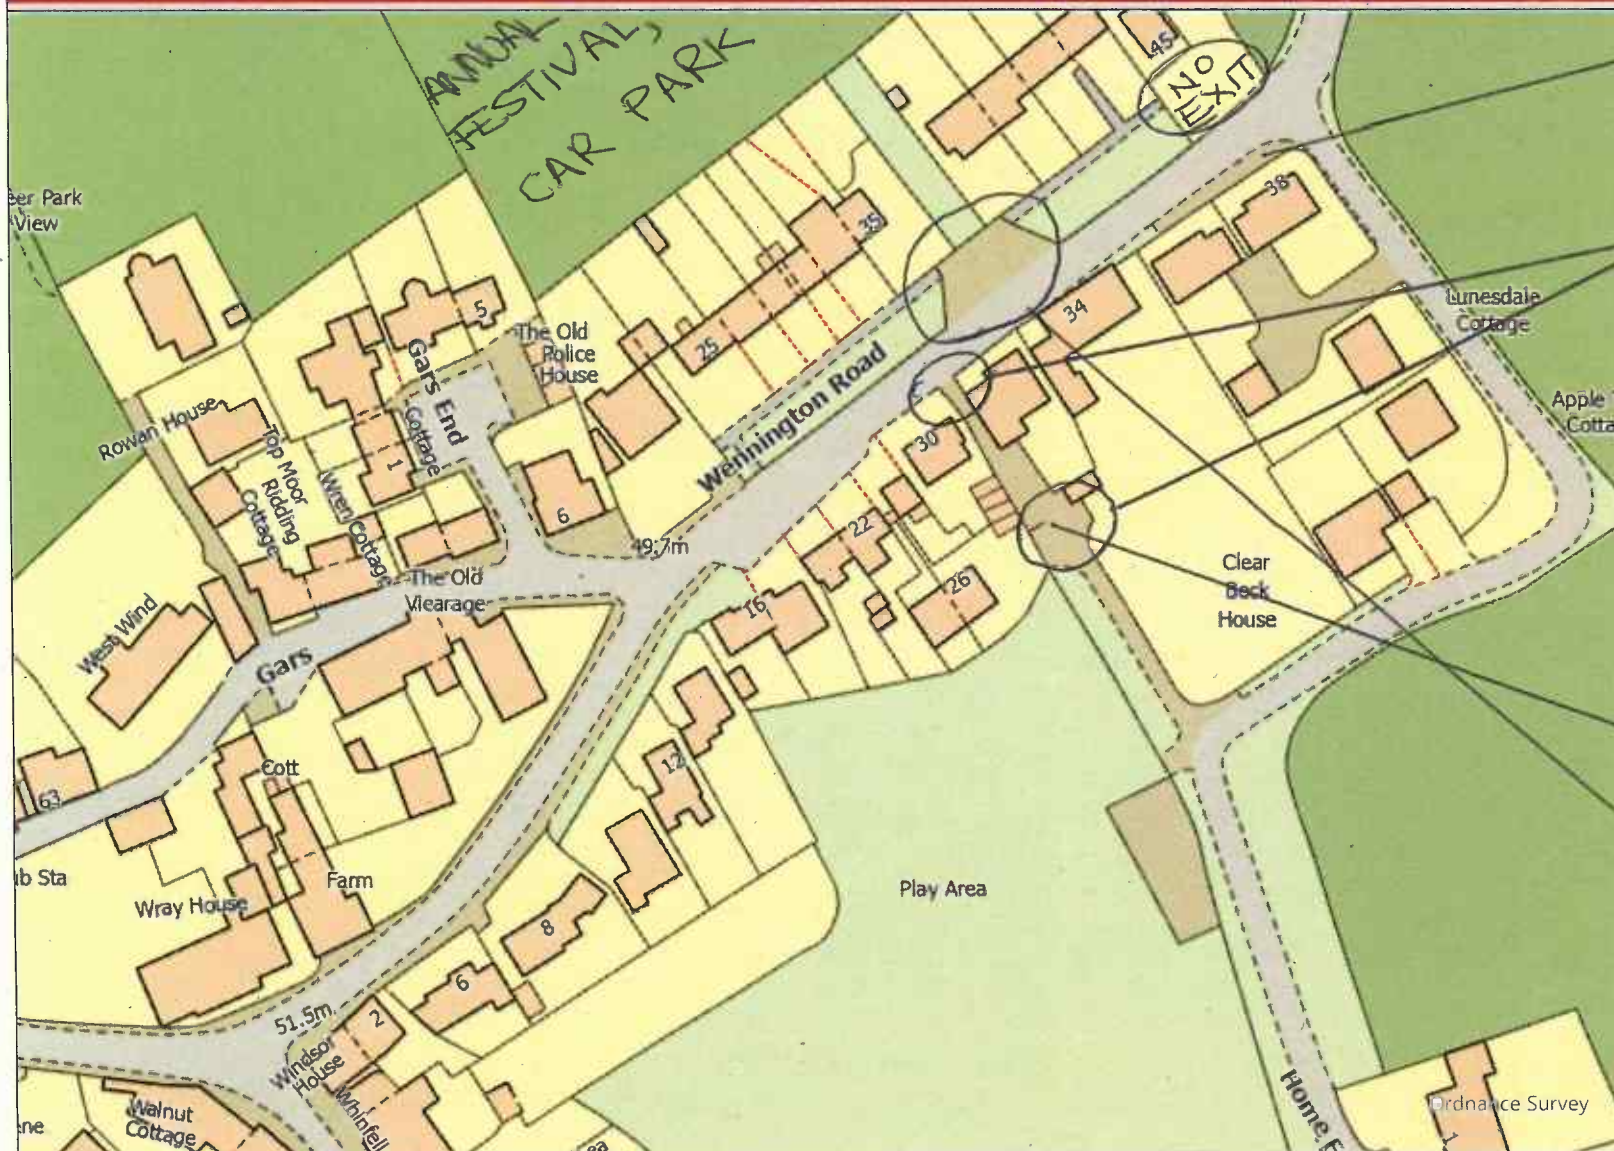 ANNUAL
FESTIVAL,
CAR PARK
45
NO
EXIT
eer Park
View
38
35
5
34
Lunesdale
Cottage
The Old
Police
House
25
Gars End
Cottage
Apple
Cotta
Rowan House
Wennington Road
30
1
Top Moor
Ridding
Cottage
Wren Cottage
6
22
49.7m
The Old
Vicarage
26
16
Clear
Beck
House
West Wind
Gars
Cott
12
63
ub Sta
Farm
Play Area
Wray House
8
6
51.5m
2
Windsor
House
Whinfell
Walnut
Cottage
ene
Home F
Ordnance Survey
1